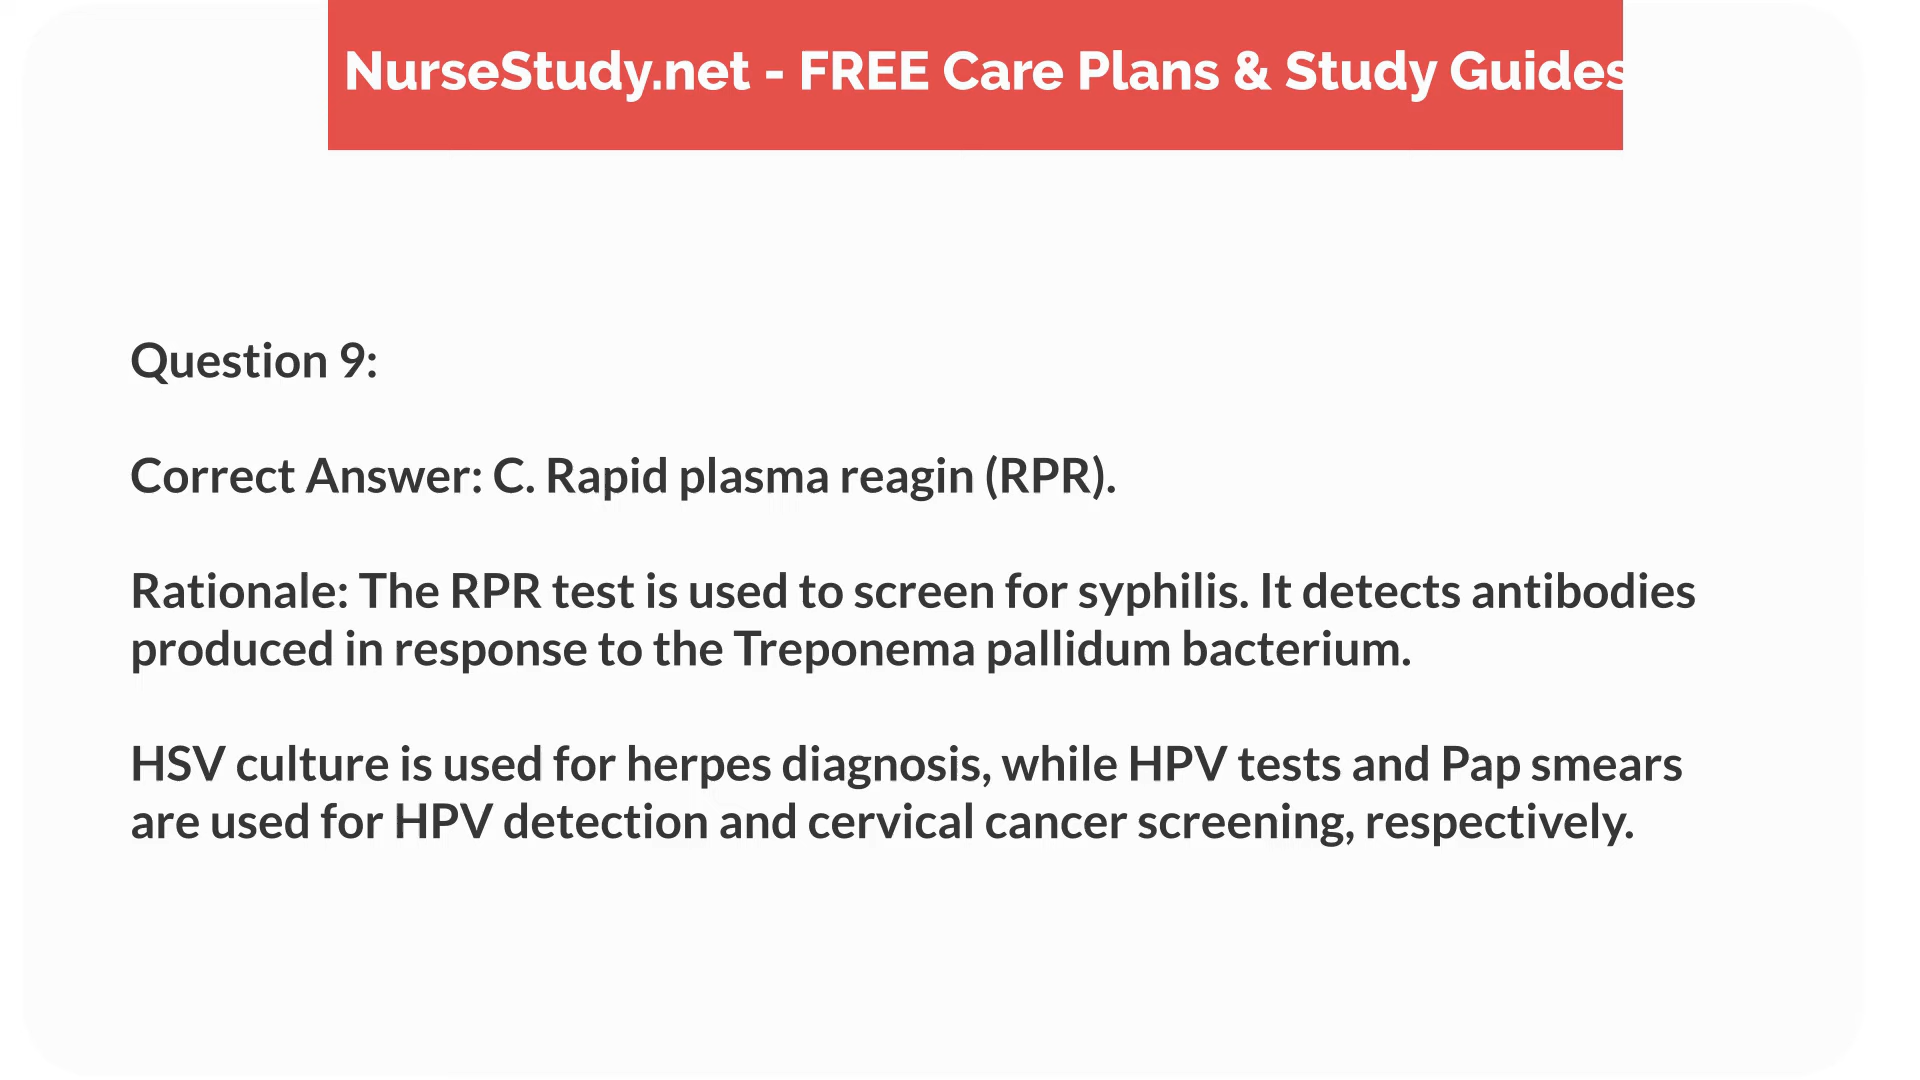 NurseStudy.net - FREE Care Plans & Study Guides
Question 9:
Correct Answer: C. Rapid plasma reagin (RPR).
Rationale: The RPR test is used to screen for syphilis. It detects antibodies
produced in response to the Treponema pallidum bacterium.
HSV culture is used for herpes diagnosis, while HPV tests and Pap smears
are used for HPV detection and cervical cancer screening, respectively.